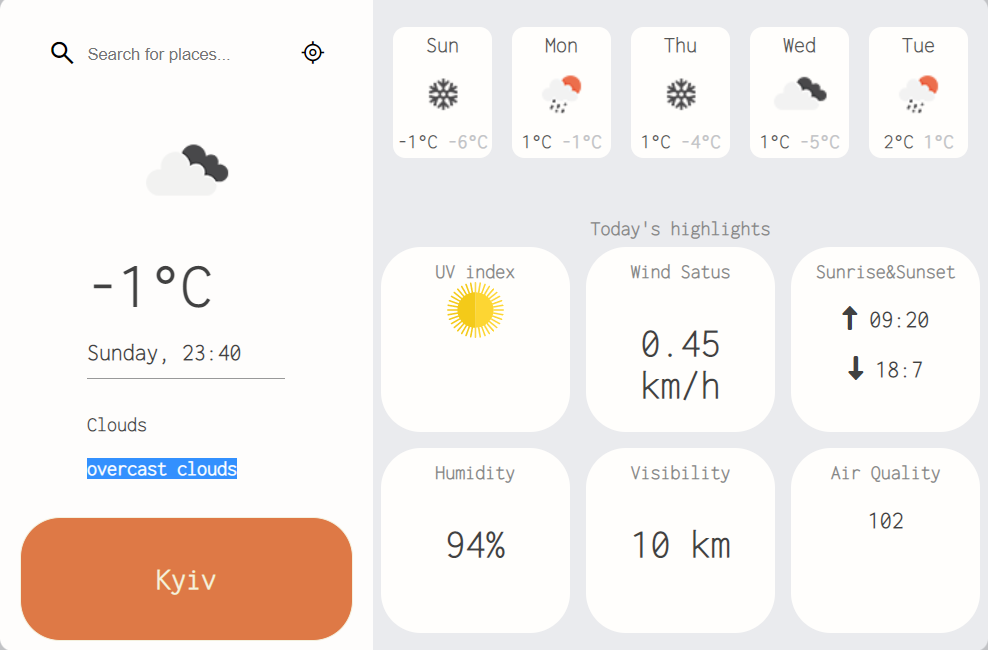 Search for places...
-1°C
Sunday, 23:40
Clouds
overcast clouds
Kyiv
Sun
-1°C -6°C
Mon
1°C -1°C
Thu
1°C -4°C
Wed
1°C -5°C
Tue
2°C 1°C
Today's highlights
UV index
Wind Satus
0.45
km/h
Sunrise&Sunset
09:20
18:7
Humidity
94%
Visibility
10 km
Air Quality
102